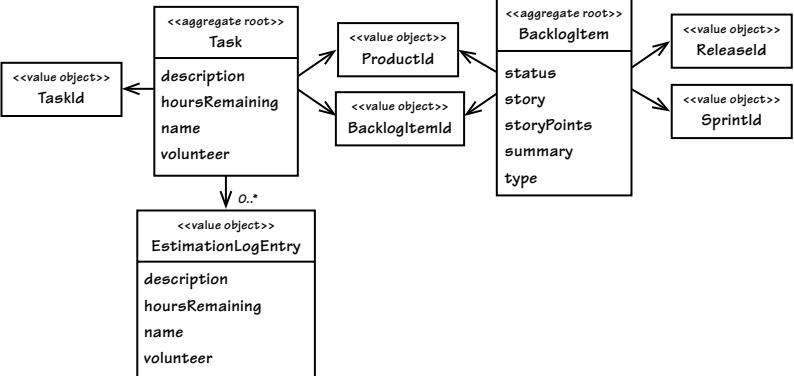 <<aggregate root>>
Task
description
hoursRemaining
name
volunteer
<<value object>>
TaskId
<<value object>>
ProductId
<<value object>>
BacklogItemId
<<aggregate root>>
BacklogItem
status
story
storyPoints
summary
type
<<value object>>
ReleaseId
<<value object>>
SprintId
0..*
<<value object>>
EstimationLogEntry
description
hoursRemaining
name
volunteer